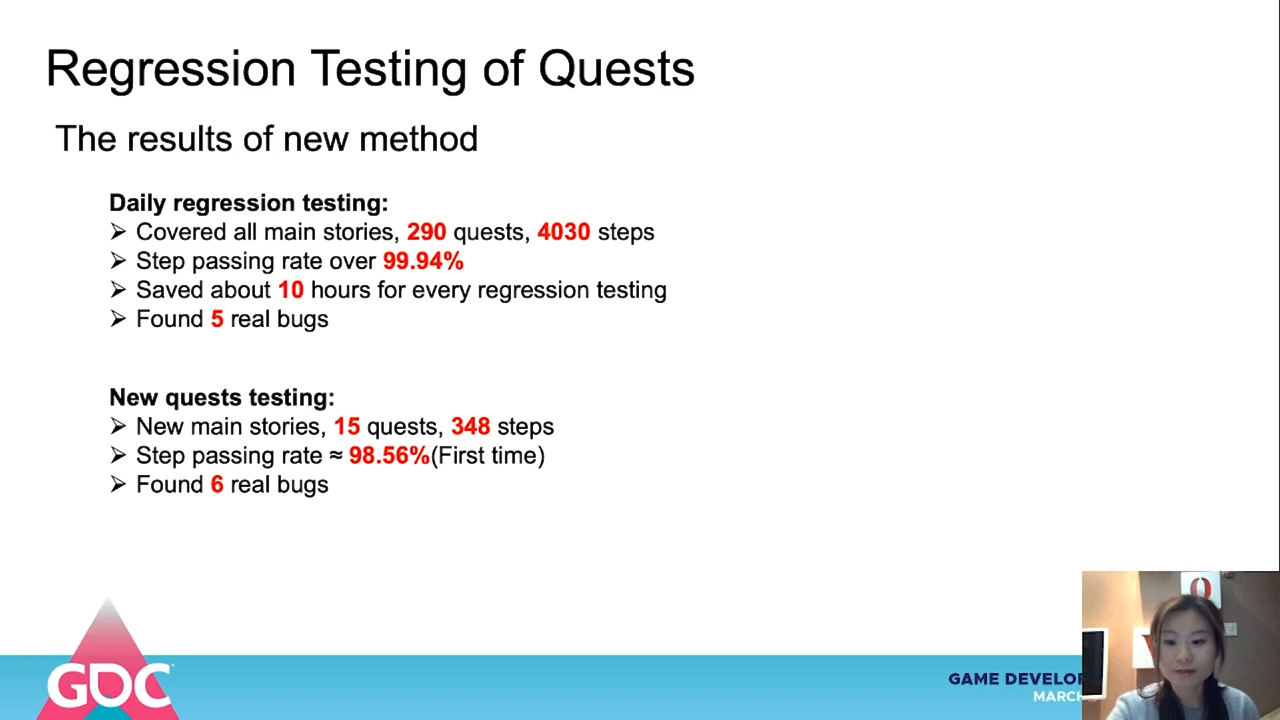 Regression Testing of Quests
The results of new method
Daily regression testing:
➢ Covered all main stories, 290 quests, 4030 steps
➢ Step passing rate over 99.94%
➢ Saved about 10 hours for every regression testing
➢ Found 5 real bugs
New quests testing:
➢ New main stories, 15 quests, 348 steps
➢ Step passing rate ≈ 98.56%(First time)
➢ Found 6 real bugs
GDC
GAME DEVELO
MARCH